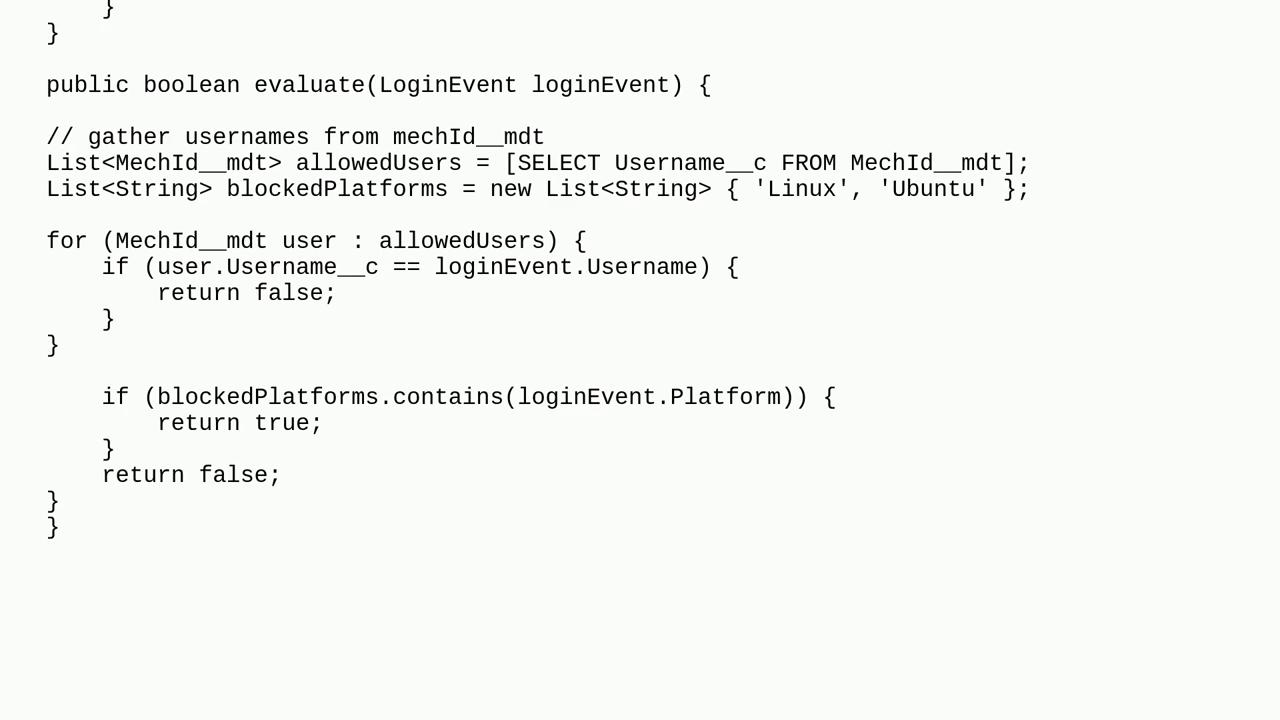 }
}
public boolean evaluate(LoginEvent loginEvent) {
// gather usernames from mechId__mdt
List<MechId__mdt> allowedUsers = [SELECT Username__c FROM MechId__mdt];
List<String> blockedPlatforms = new List<String> { 'Linux', 'Ubuntu' };
for (MechId__mdt user : allowedUsers) {
    if (user.Username__c == loginEvent.Username) {
        return false;
    }
}
    if (blockedPlatforms.contains(loginEvent.Platform)) {
        return true;
    }
    return false;
}
}